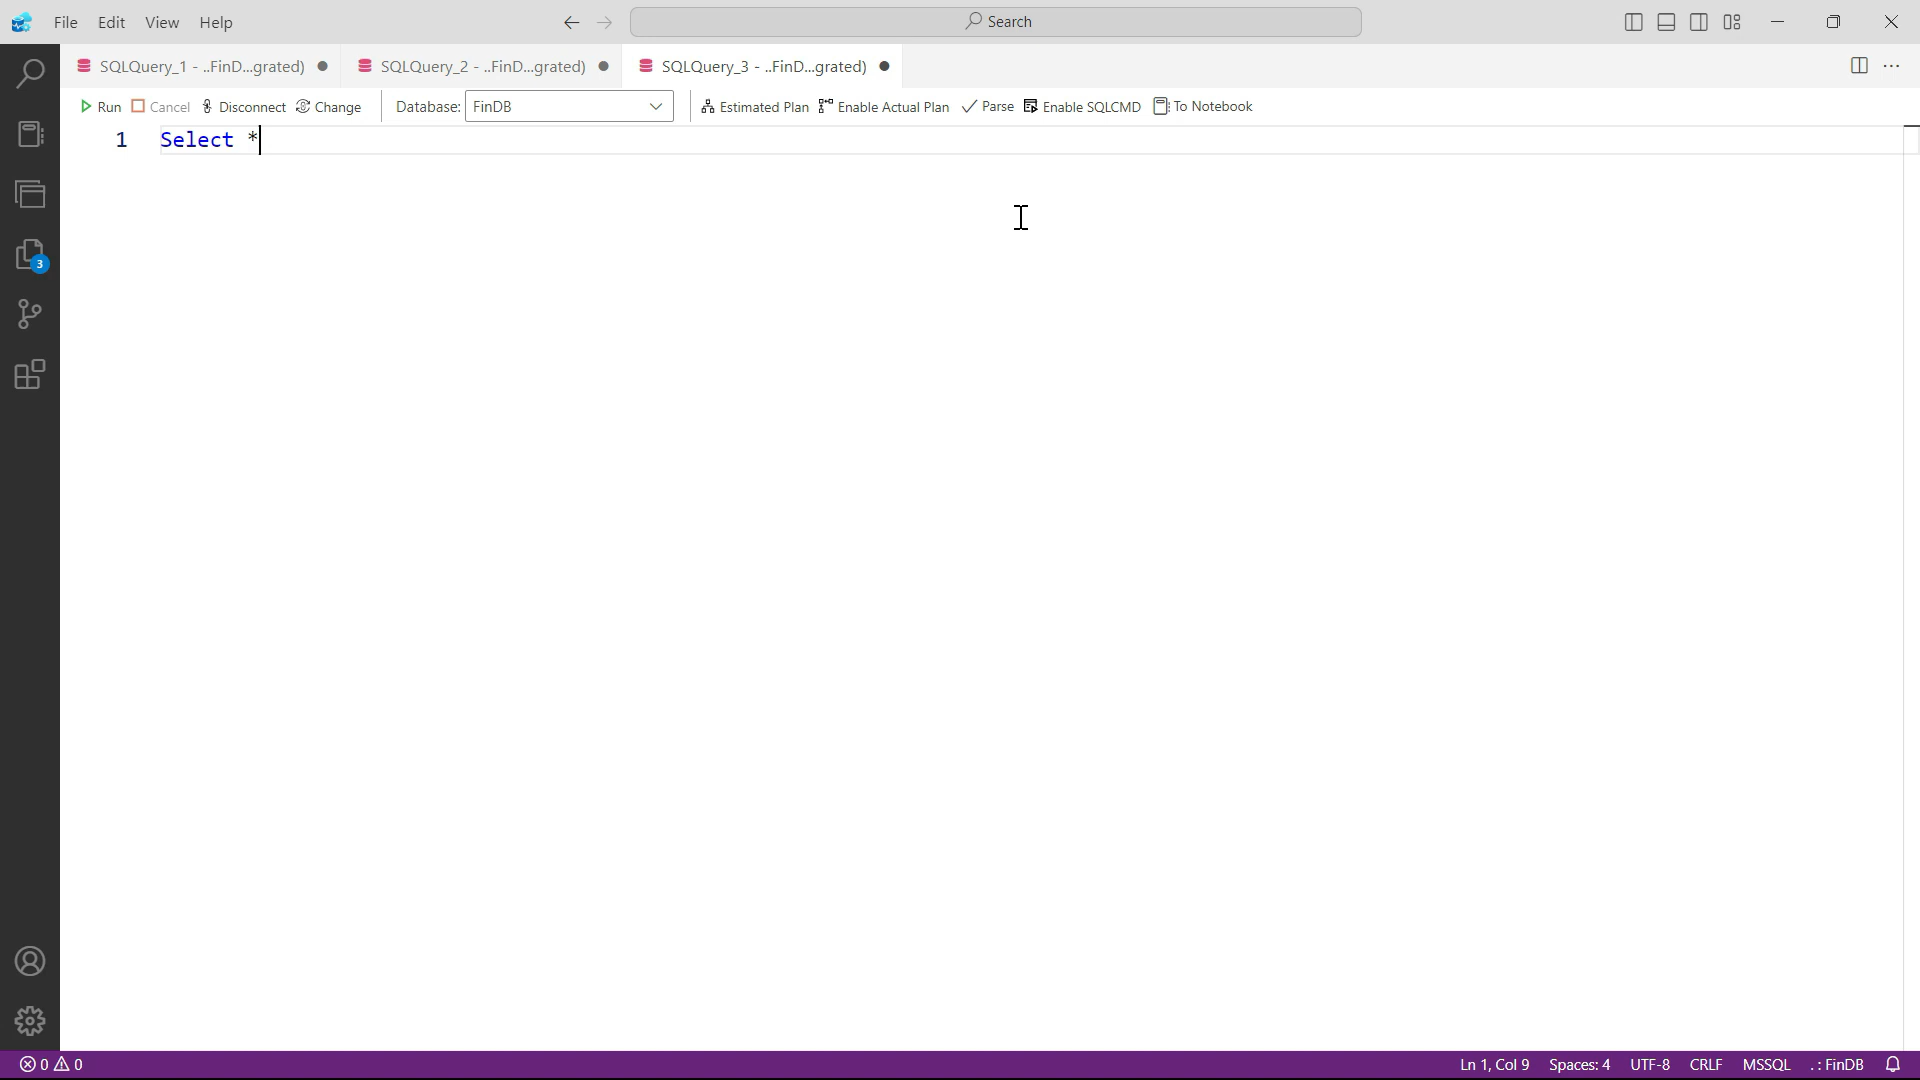 File Edit View Help Search
SQLQuery_1 - ..FinD...grated) SQLQuery_2 - ..FinD...grated) SQLQuery_3 - ..FinD...grated)
Run Cancel Disconnect Change Database: FinDB Estimated Plan Enable Actual Plan Parse Enable SQLCMD To Notebook
1 Select *
3
0 0 Ln 1, Col 9 Spaces: 4 UTF-8 CRLF MSSQL . : FinDB